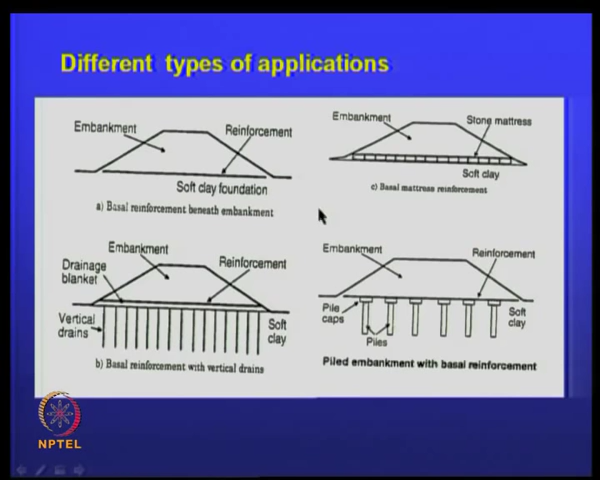 Different types of applications
Embankment
Reinforcement
Soft clay foundation
a) Basal reinforcement beneath embankment
Embankment
Stone mattress
Soft clay
c) Basal mattress reinforcement
Embankment
Drainage
blanket
Reinforcement
Vertical
drains
Soft
clay
b) Basal reinforcement with vertical drains
Embankment
Reinforcement
Pile
caps
Piles
Soft
clay
Piled embankment with basal reinforcement
NPTEL